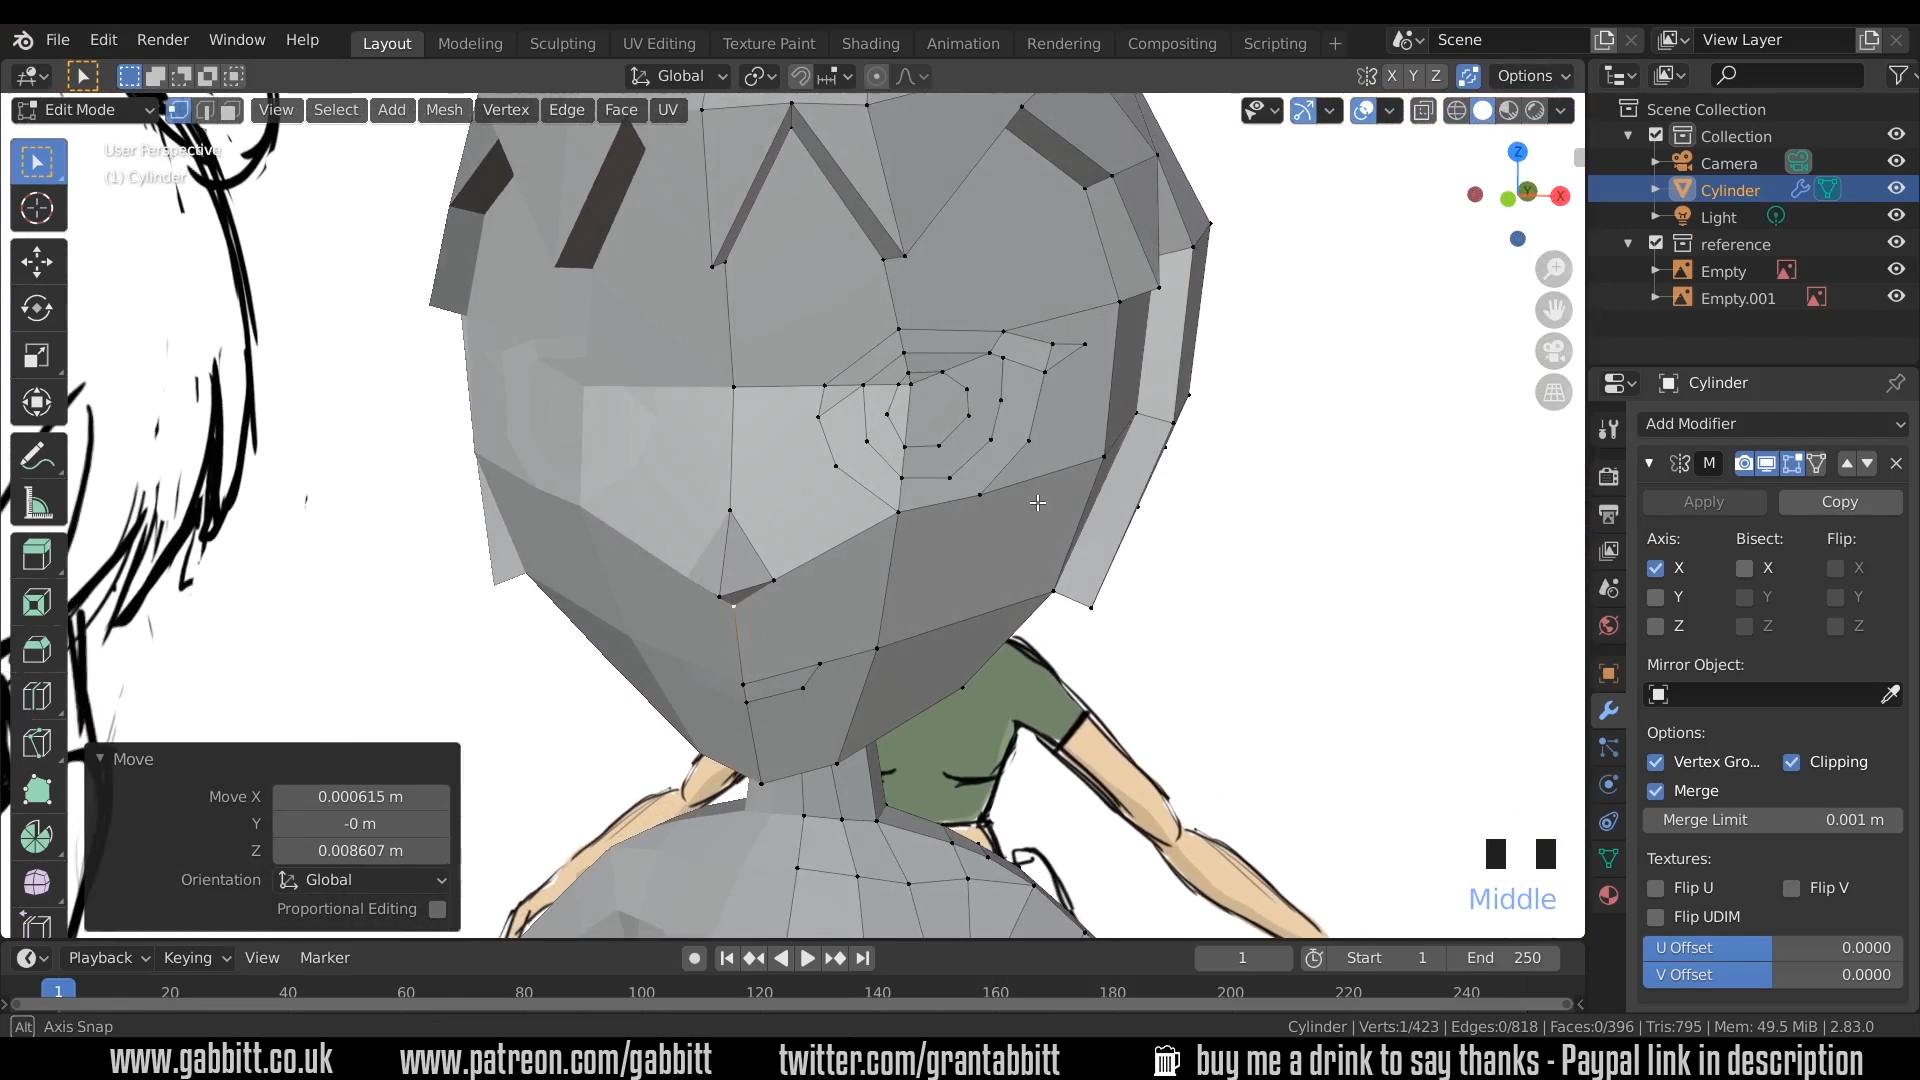 File Edit Render Window Help Layout Modeling Sculpting UV Editing Texture Paint Shading Animation Rendering Compositing Scripting + Scene View Layer
Global X Y Z Options
Edit Mode View Select Add Mesh Vertex Edge Face UV
User Perspective
(1) Cylinder
Z
X
Y
Scene Collection
Collection
Camera
Cylinder
Light
reference
Empty
Empty.001
Cylinder
Add Modifier
M
Apply Copy
Axis: Bisect: Flip:
X X X
Y Y Y
Z Z Z
Mirror Object:
Options:
Vertex Gro... Clipping
Merge
Merge Limit 0.001 m
Textures:
Flip U Flip V
Flip UDIM
U Offset 0.0000
V Offset 0.0000
Move
Move X 0.000615 m
Y -0 m
Z 0.008607 m
Orientation Global
Proportional Editing
Middle
Playback Keying View Marker 1 Start 1 End 250
1 20 40 60 80 100 120 140 160 180 200 220 240
Alt Axis Snap Cylinder | Verts:1/423 | Edges:0/818 | Faces:0/396 | Tris:795 | Mem: 49.5 MiB | 2.83.0
www.gabbitt.co.uk www.patreon.com/gabbitt twitter.com/grantabbitt buy me a drink to say thanks - Paypal link in description